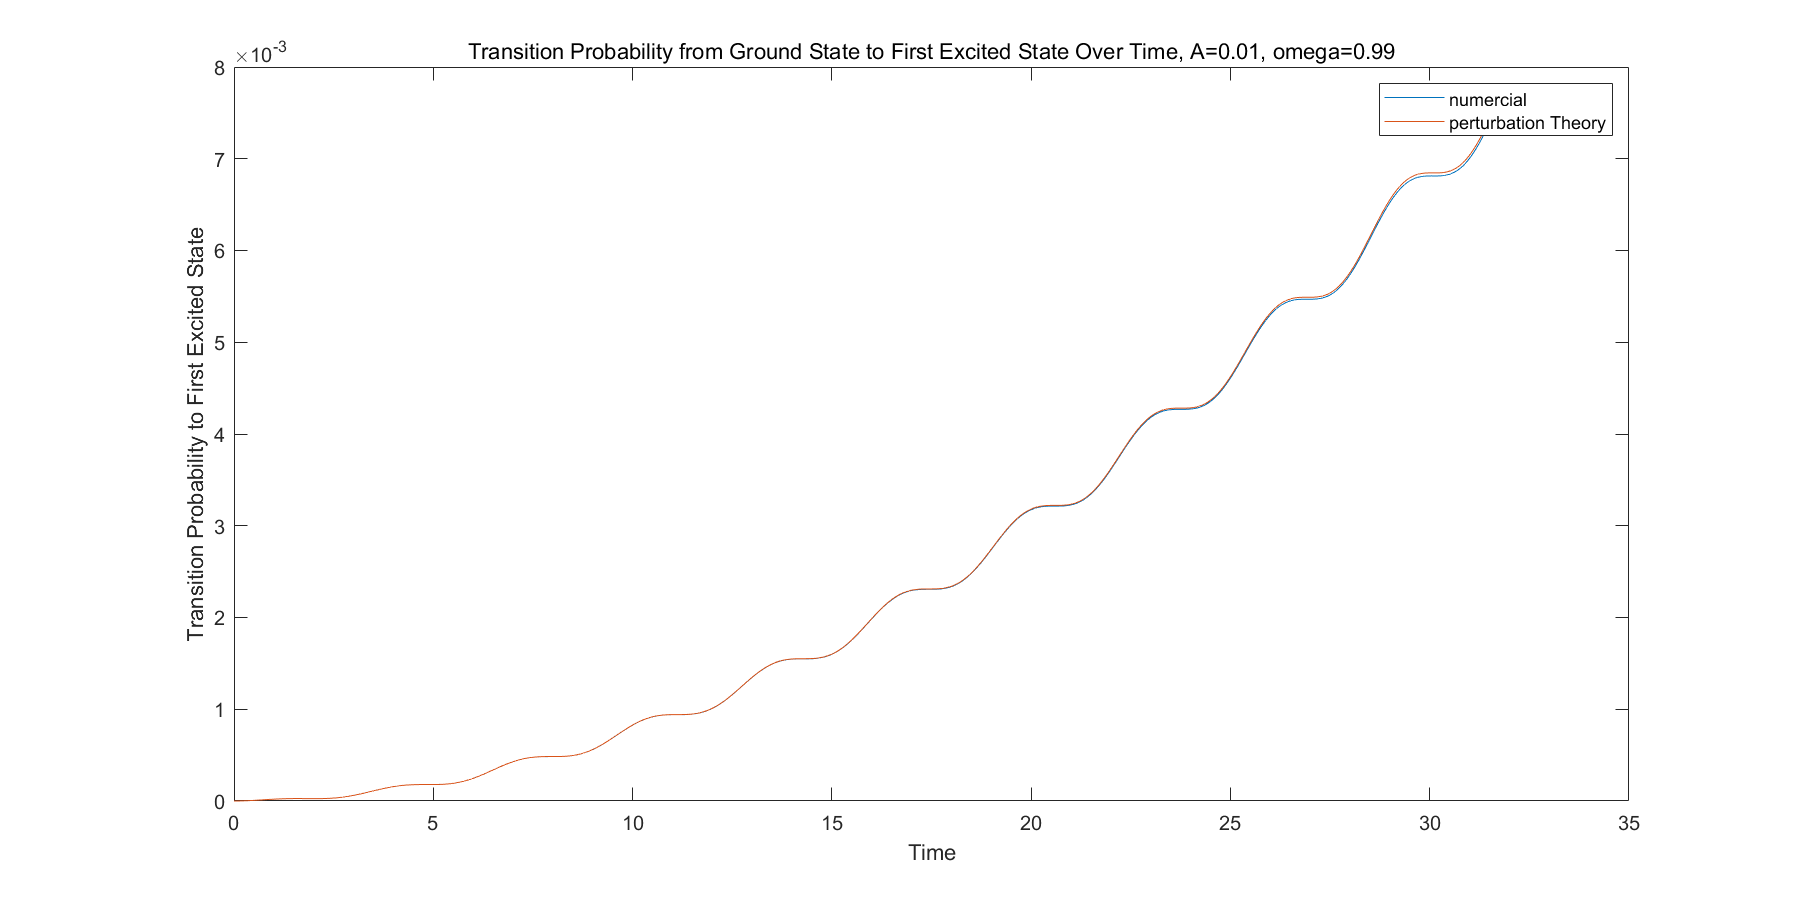 ×10-3
Transition Probability from Ground State to First Excited State Over Time, A=0.01, omega=0.99
numercial
perturbation Theory
Transition Probability to First Excited State
8
7
6
5
4
3
2
1
0
0 5 10 15 20 25 30 35
Time